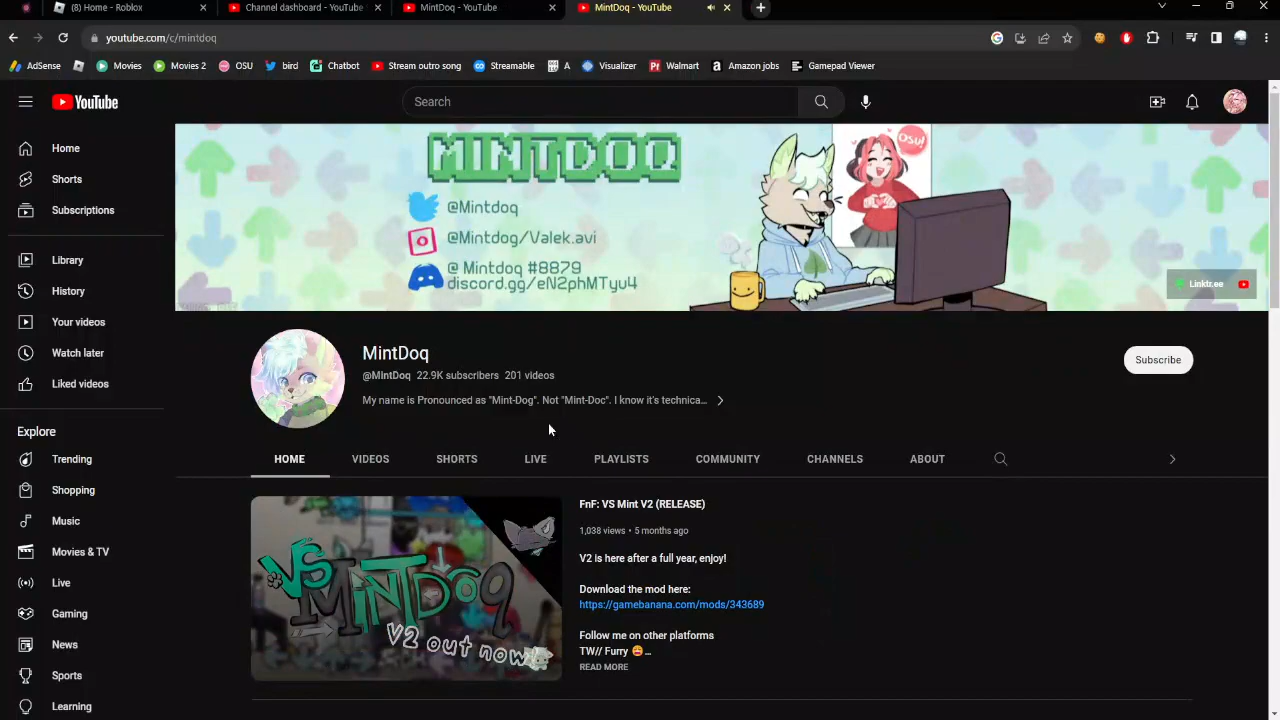 (8) Home - Roblox
Channel dashboard - YouTube
MintDoq - YouTube
MintDoq - YouTube
youtube.com/c/mintdoq
AdSense
Movies
Movies 2
OSU
bird
Chatbot
Stream outro song
Streamable
A
Visualizer
Walmart
Amazon jobs
Gamepad Viewer
YouTube
Search
Home
Shorts
Subscriptions
Library
History
Your videos
Watch later
Liked videos
Explore
Trending
Shopping
Music
Movies & TV
Live
Gaming
News
Sports
Learning
MINTDOQ
@Mintdoq
@Mintdog/Valek.avi
@ Mintdoq #8879
discord.gg/eN2phMTyu4
osu!
MintDoq
@MintDoq 22.9K subscribers 201 videos
My name is Pronounced as "Mint-Dog". Not "Mint-Doc". I know it's technica...
Subscribe
HOME
VIDEOS
SHORTS
LIVE
PLAYLISTS
COMMUNITY
CHANNELS
ABOUT
VS
MINTDOQ
V2 out now!
FnF: VS Mint V2 (RELEASE)
1,038 views • 5 months ago
V2 is here after a full year, enjoy!
Download the mod here:
https://gamebanana.com/mods/343689
Follow me on other platforms
TW// Furry 😩...
READ MORE